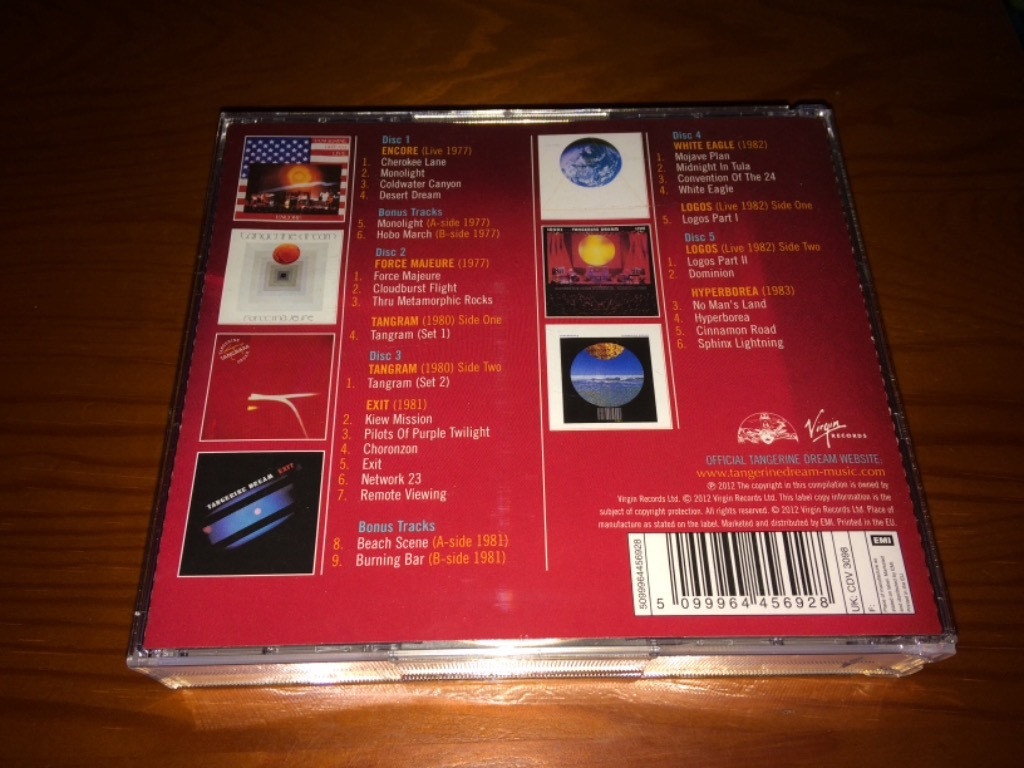 Disc 1
ENCORE (Live 1977)
1. Cherokee Lane
2. Monolight
3. Coldwater Canyon
4. Desert Dream
Bonus Tracks
5. Monolight (A-side 1977)
6. Hobo March (B-side 1977)
Disc 2
FORCE MAJEURE (1977)
1. Force Majeure
2. Cloudburst Flight
3. Thru Metamorphic Rocks
TANGRAM (1980) Side One
4. Tangram (Set 1)
Disc 3
TANGRAM (1980) Side Two
1. Tangram (Set 2)
EXIT (1981)
2. Kiew Mission
3. Pilots Of Purple Twilight
4. Choronzon
5. Exit
6. Network 23
7. Remote Viewing
Bonus Tracks
8. Beach Scene (A-side 1981)
9. Burning Bar (B-side 1981)
ENCORE
tangerine dream
TANGERINE DREAM EXIT
Disc 4
WHITE EAGLE (1982)
1. Mojave Plan
2. Midnight In Tula
3. Convention Of The 24
4. White Eagle
LOGOS (Live 1982) Side One
5. Logos Part I
Disc 5
LOGOS (Live 1982) Side Two
1. Logos Part II
2. Dominion
HYPERBOREA (1983)
3. No Man's Land
4. Hyperborea
5. Cinnamon Road
6. Sphinx Lightning
TANGERINE DREAM
Virgin
RECORDS
OFFICIAL TANGERINE DREAM WEBSITE:
www.tangerinedream-music.com
℗ 2012 The copyright in this compilation is owned by
Virgin Records Ltd. © 2012 Virgin Records Ltd. This label copy information is the
subject of copyright protection. All rights reserved. © 2012 Virgin Records Ltd. Place of
manufacture as stated on the label. Marketed and distributed by EMI. Printed in the EU.
5099964456928
5 099964 456928
UK: CDV 3098
F:
EMI